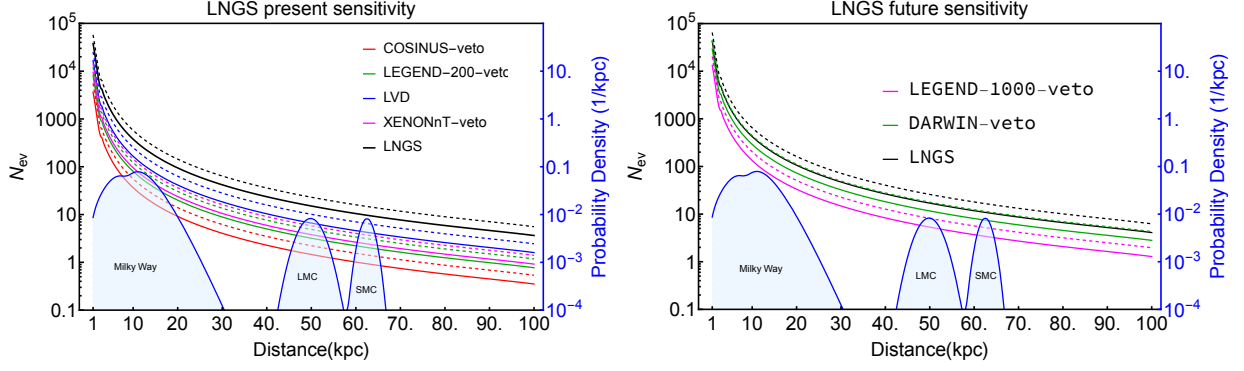 LNGS present sensitivity
10^5
10^4
1000
100
10
1
0.1
N_ev
COSINUS-veto
LEGEND-200-veto
LVD
XENONnT-veto
LNGS
Milky Way
LMC
SMC
10.
1.
0.1
10^-2
10^-3
10^-4
Probability Density (1/kpc)
1 10 20 30 40. 50 60. 70. 80. 90. 100
Distance(kpc)
LNGS future sensitivity
10^5
10^4
1000
100
10
1
0.1
N_ev
LEGEND-1000-veto
DARWIN-veto
LNGS
Milky Way
LMC
SMC
10.
1.
0.1
10^-2
10^-3
10^-4
Probability Density (1/kpc)
1 10 20 30 40. 50 60. 70. 80. 90. 100
Distance(kpc)